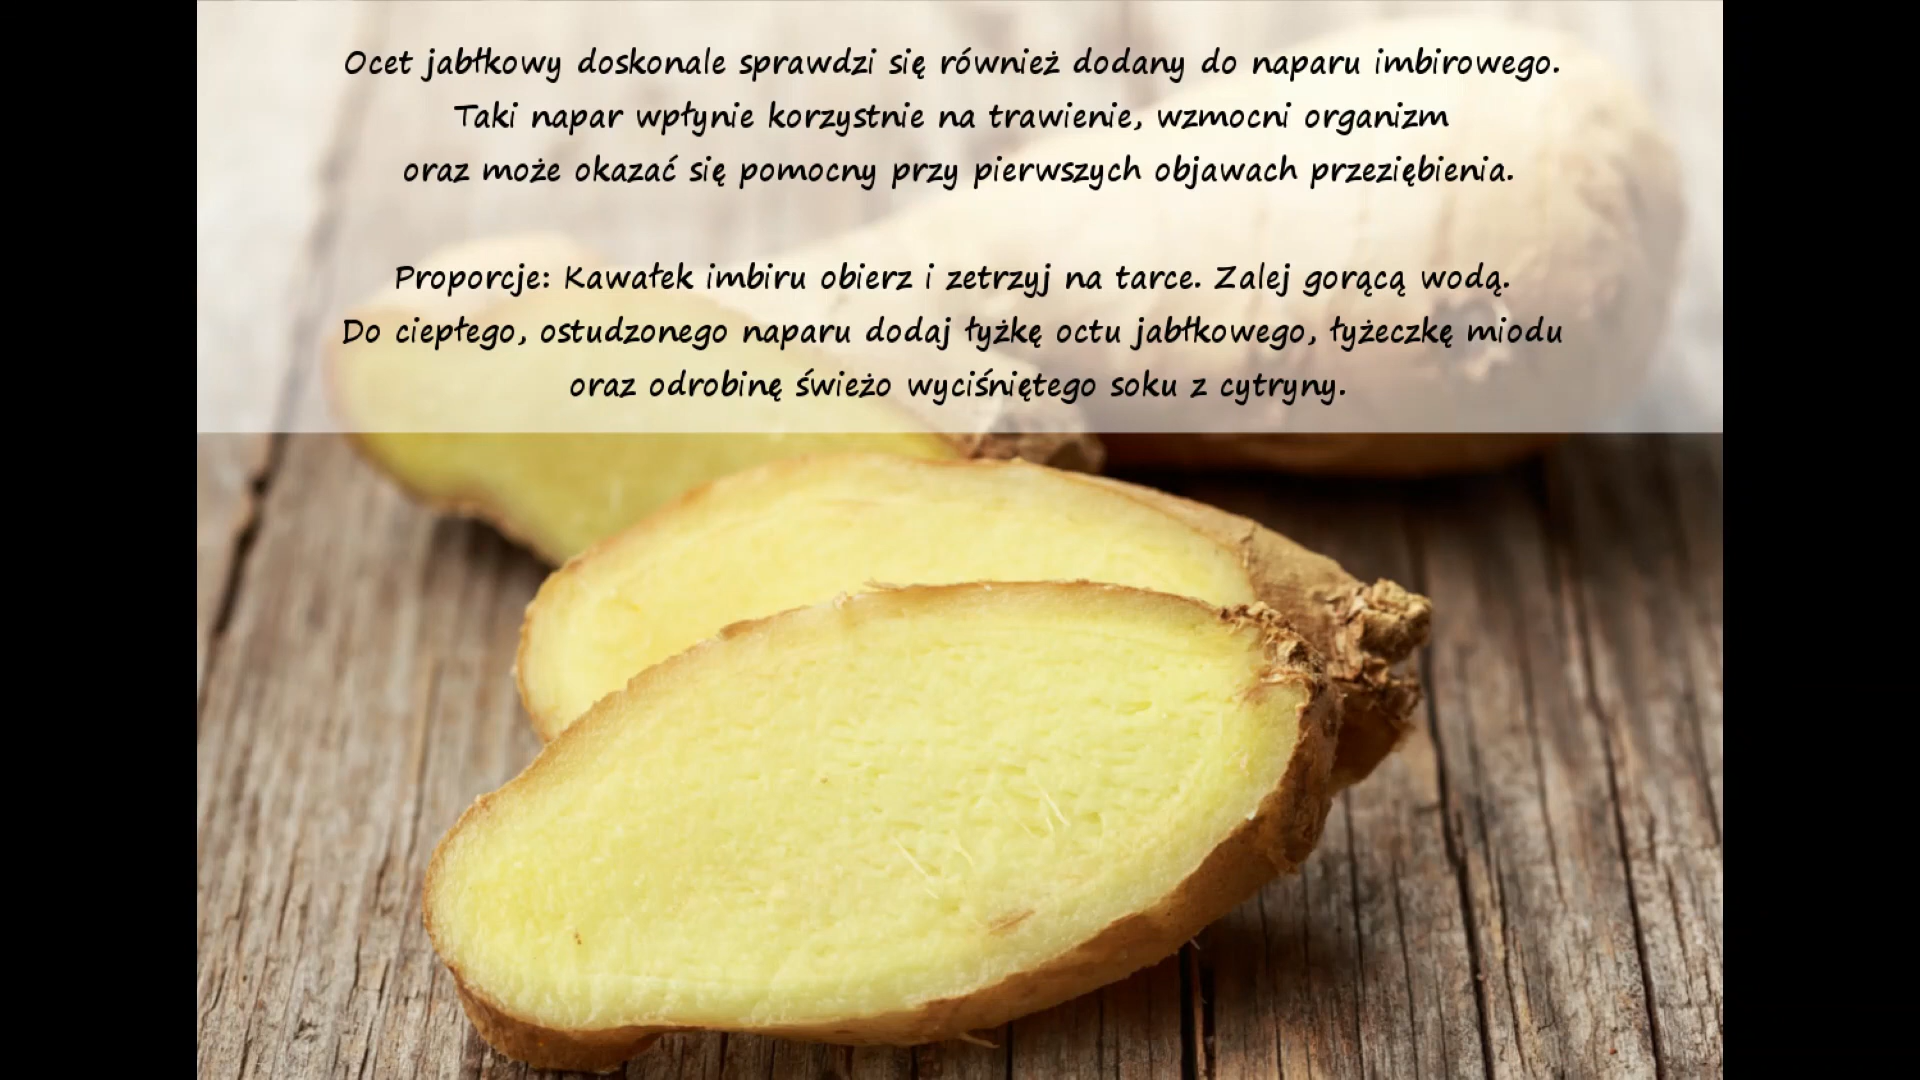 Ocet jabłkowy doskonale sprawdzi się również dodany do naparu imbirowego.
Taki napar wpłynie korzystnie na trawienie, wzmocni organizm
oraz może okazać się pomocny przy pierwszych objawach przeziębienia.
Proporcje: Kawałek imbiru obierz i zetrzyj na tarce. Zalej gorącą wodą.
Do ciepłego, ostudzonego naparu dodaj łyżkę octu jabłkowego, łyżeczkę miodu
oraz odrobinę świeżo wyciśniętego soku z cytryny.